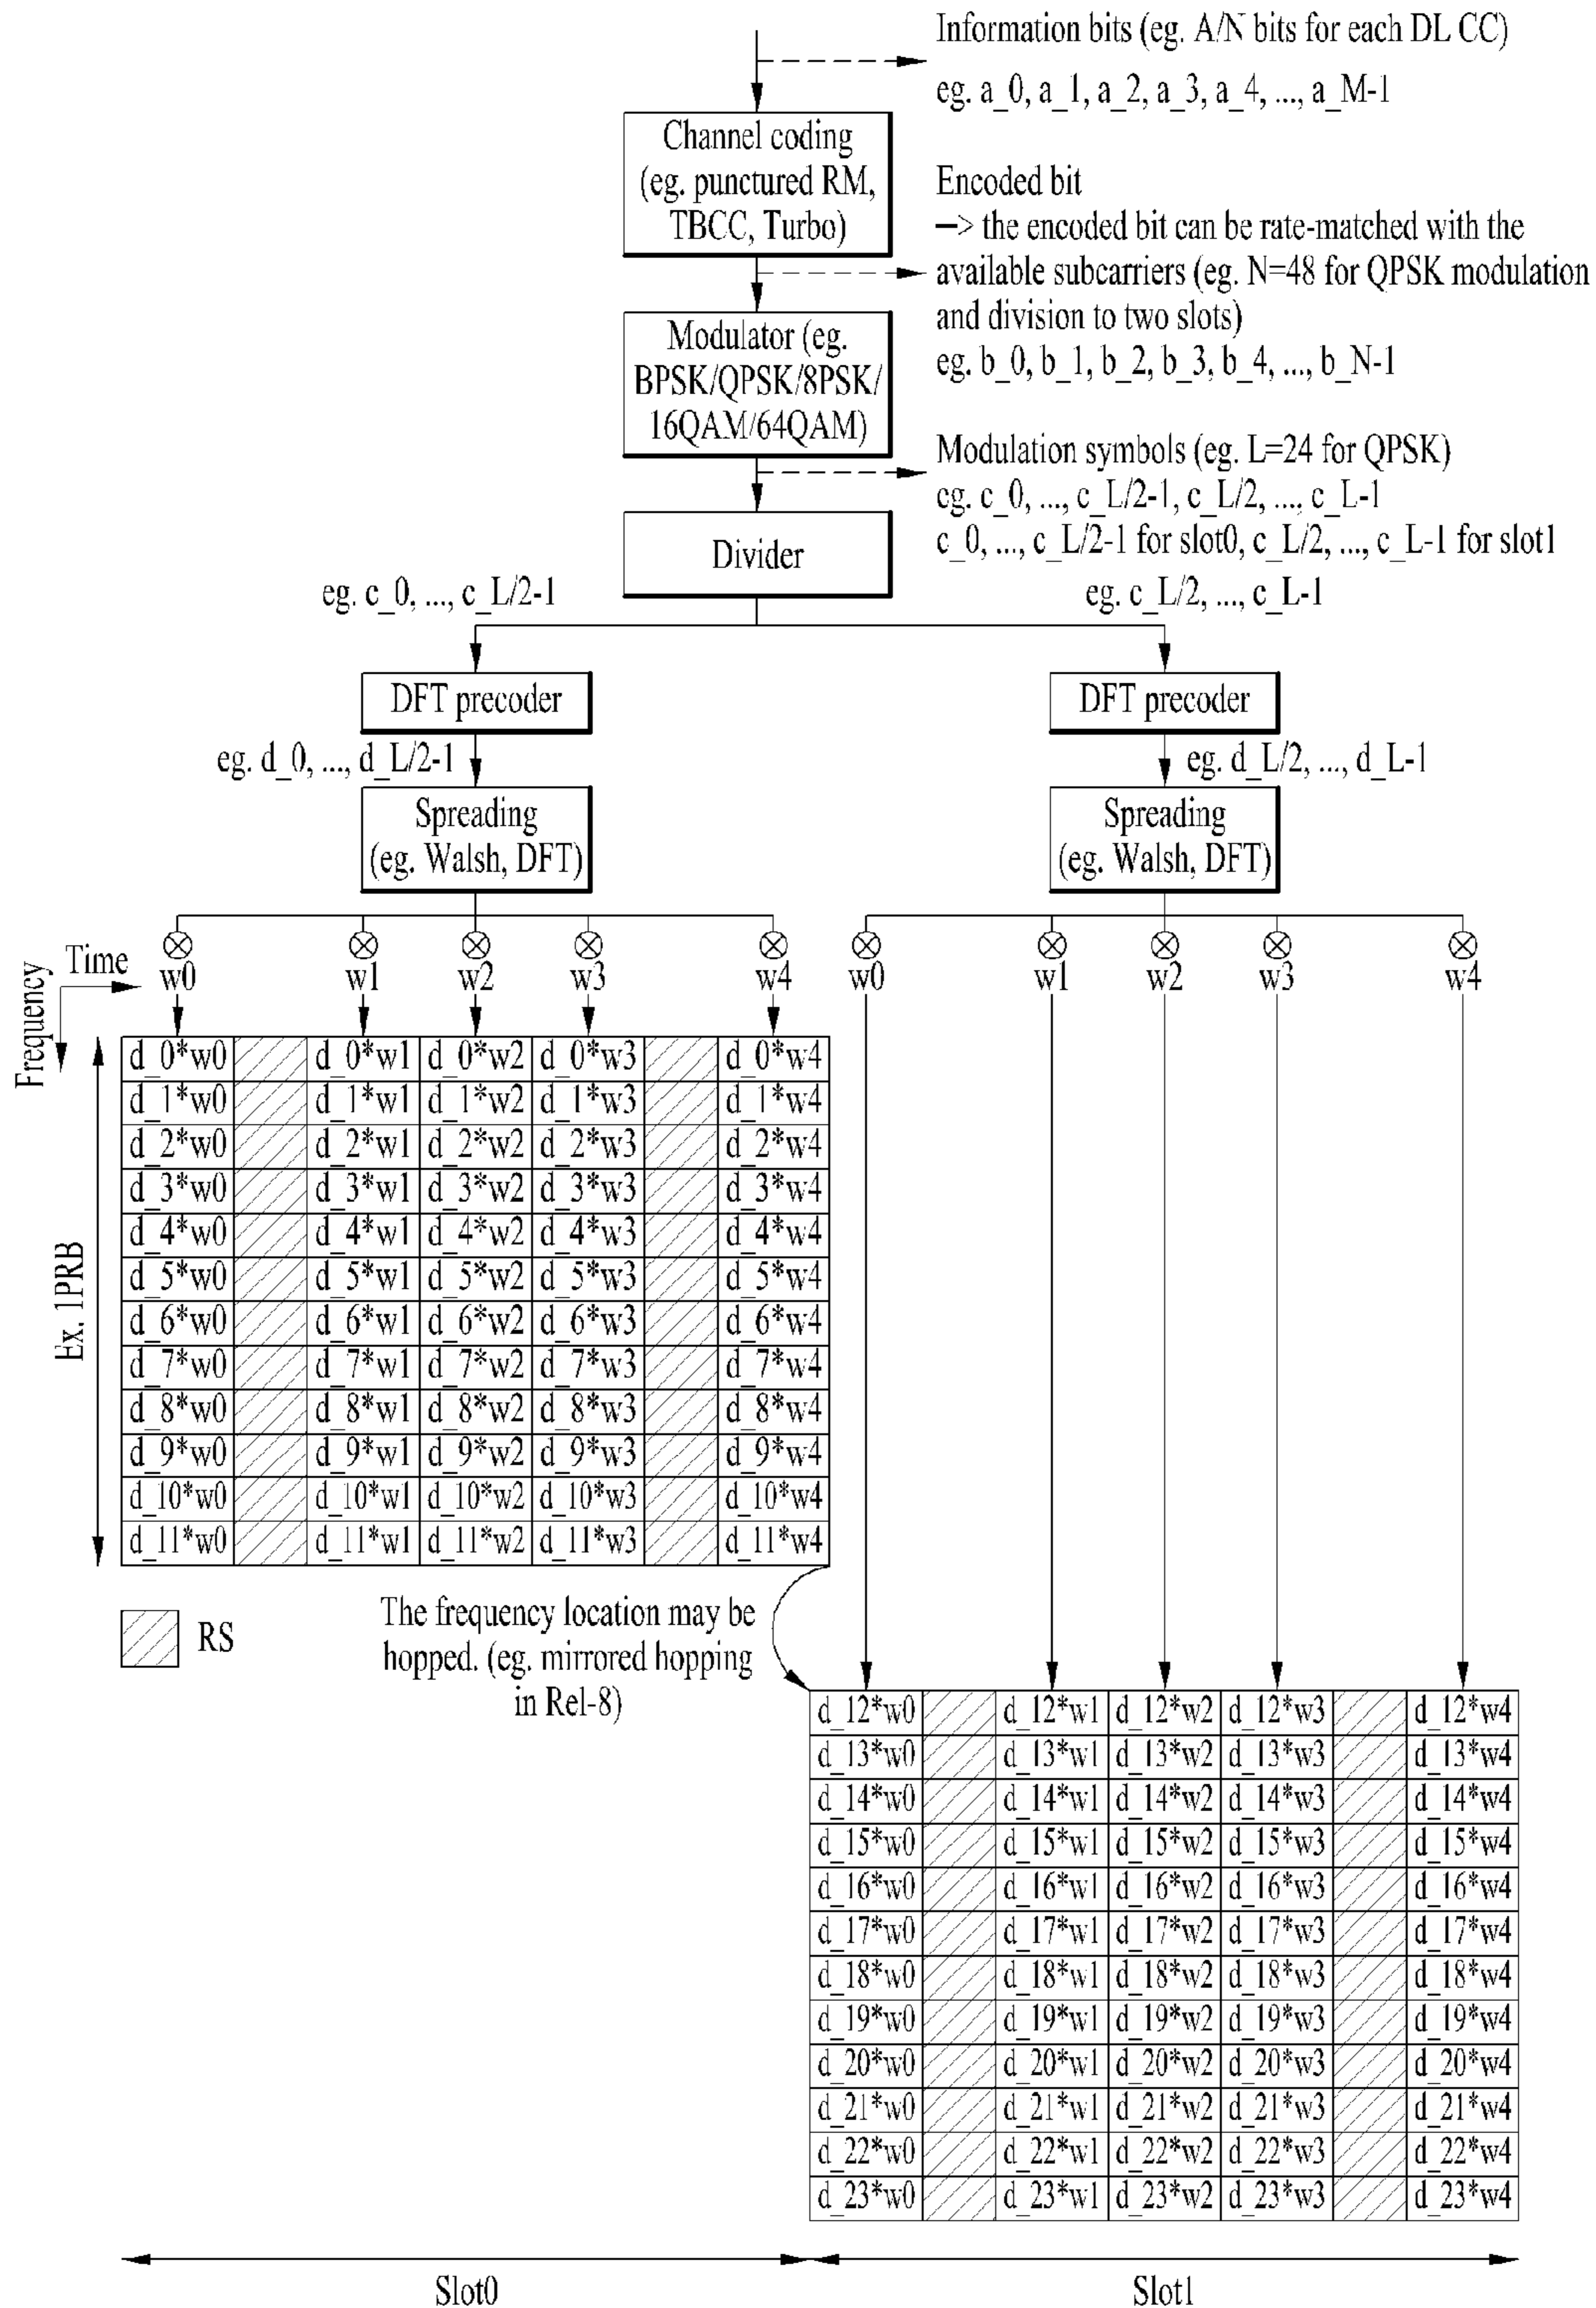 Information bits (eg. A/N bits for each DL CC)
eg. a_0, a_1, a_2, a_3, a_4, ..., a_M-1
Channel coding
(eg. punctured RM,
TBCC, Turbo)
Encoded bit
—> the encoded bit can be rate-matched with the
available subcarriers (eg. N=48 for QPSK modulation
and division to two slots)
eg. b_0, b_1, b_2, b_3, b_4, ..., b_N-1
Modulator (eg.
BPSK/QPSK/8PSK/
16QAM/64QAM)
Modulation symbols (eg. L=24 for QPSK)
eg. c_0, ..., c_L/2-1, c_L/2, ..., c_L-1
c_0, ..., c_L/2-1 for slot0, c_L/2, ..., c_L-1 for slot1
Divider
eg. c_0, ..., c_L/2-1
eg. c_L/2, ..., c_L-1
DFT precoder
DFT precoder
eg. d_0, ..., d_L/2-1
eg. d_L/2, ..., d_L-1
Spreading
(eg. Walsh, DFT)
Spreading
(eg. Walsh, DFT)
Time
Frequency
w0 w1 w2 w3 w4 w0 w1 w2 w3 w4
Ex. 1PRB
d_0*w0 d_0*w1 d_0*w2 d_0*w3 d_0*w4
d_1*w0 d_1*w1 d_1*w2 d_1*w3 d_1*w4
d_2*w0 d_2*w1 d_2*w2 d_2*w3 d_2*w4
d_3*w0 d_3*w1 d_3*w2 d_3*w3 d_3*w4
d_4*w0 d_4*w1 d_4*w2 d_4*w3 d_4*w4
d_5*w0 d_5*w1 d_5*w2 d_5*w3 d_5*w4
d_6*w0 d_6*w1 d_6*w2 d_6*w3 d_6*w4
d_7*w0 d_7*w1 d_7*w2 d_7*w3 d_7*w4
d_8*w0 d_8*w1 d_8*w2 d_8*w3 d_8*w4
d_9*w0 d_9*w1 d_9*w2 d_9*w3 d_9*w4
d_10*w0 d_10*w1 d_10*w2 d_10*w3 d_10*w4
d_11*w0 d_11*w1 d_11*w2 d_11*w3 d_11*w4
RS
The frequency location may be
hopped. (eg. mirrored hopping
in Rel-8)
d_12*w0 d_12*w1 d_12*w2 d_12*w3 d_12*w4
d_13*w0 d_13*w1 d_13*w2 d_13*w3 d_13*w4
d_14*w0 d_14*w1 d_14*w2 d_14*w3 d_14*w4
d_15*w0 d_15*w1 d_15*w2 d_15*w3 d_15*w4
d_16*w0 d_16*w1 d_16*w2 d_16*w3 d_16*w4
d_17*w0 d_17*w1 d_17*w2 d_17*w3 d_17*w4
d_18*w0 d_18*w1 d_18*w2 d_18*w3 d_18*w4
d_19*w0 d_19*w1 d_19*w2 d_19*w3 d_19*w4
d_20*w0 d_20*w1 d_20*w2 d_20*w3 d_20*w4
d_21*w0 d_21*w1 d_21*w2 d_21*w3 d_21*w4
d_22*w0 d_22*w1 d_22*w2 d_22*w3 d_22*w4
d_23*w0 d_23*w1 d_23*w2 d_23*w3 d_23*w4
Slot0
Slot1